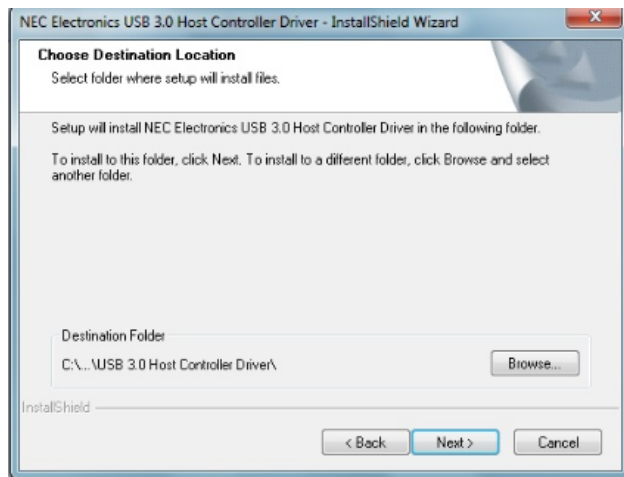 NEC Electronics USB 3.0 Host Controller Driver - InstallShield Wizard
X
Choose Destination Location
Select folder where setup will install files.
Setup will install NEC Electronics USB 3.0 Host Controller Driver in the following folder.
To install to this folder, click Next. To install to a different folder, click Browse and select
another folder.
Destination Folder
C:\...\USB 3.0 Host Controller Driver\
Browse...
InstallShield
< Back
Next >
Cancel